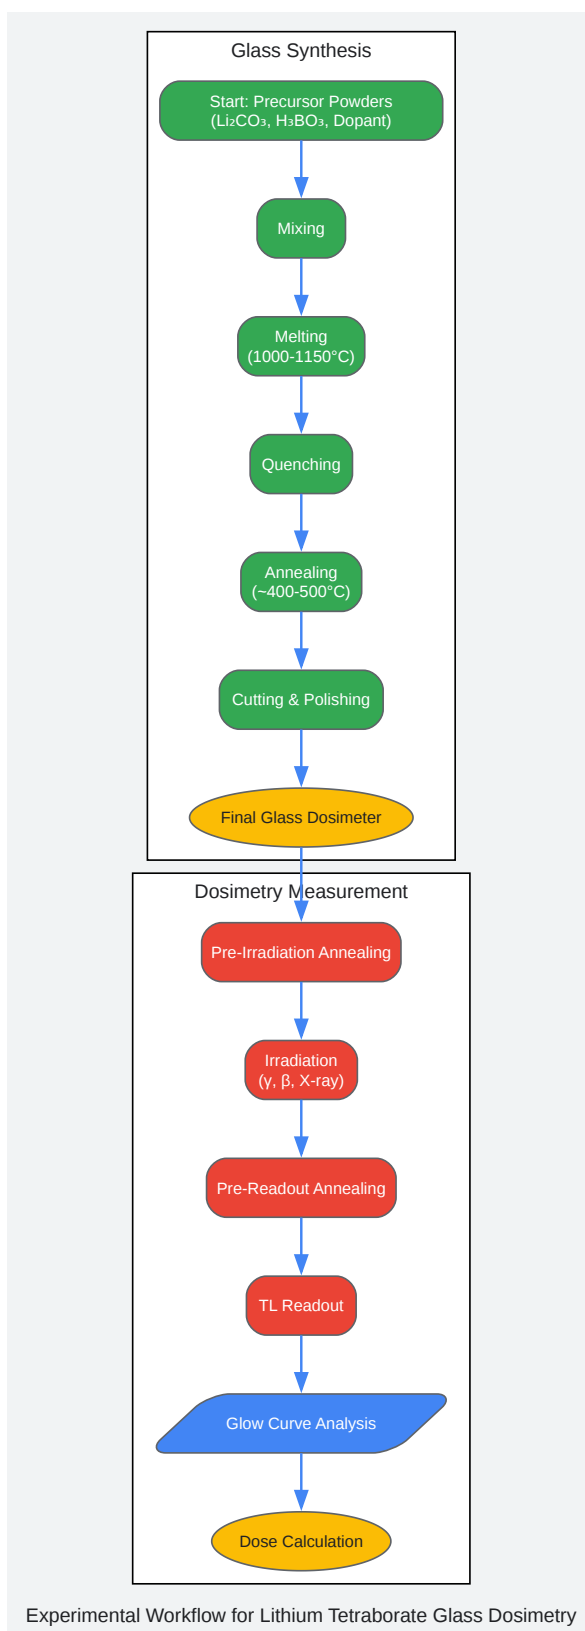 Glass Synthesis
Start: Precursor Powders
(Li₂CO₃, H₃BO₃, Dopant)
Mixing
Melting
(1000-1150°C)
Quenching
Annealing
(~400-500°C)
Cutting & Polishing
Final Glass Dosimeter
Dosimetry Measurement
Pre-Irradiation Annealing
Irradiation
(γ, β, X-ray)
Pre-Readout Annealing
TL Readout
Glow Curve Analysis
Dose Calculation
Experimental Workflow for Lithium Tetraborate Glass Dosimetry